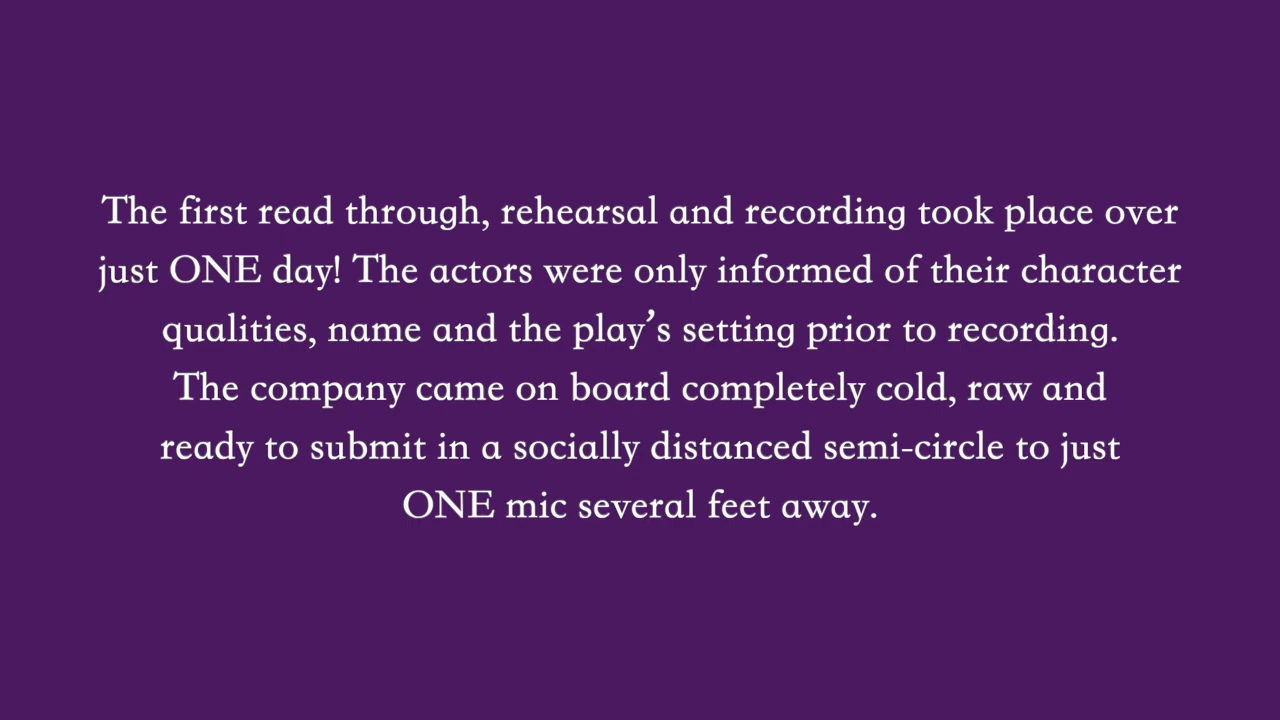 The first read through, rehearsal and recording took place over
just ONE day! The actors were only informed of their character
qualities, name and the play’s setting prior to recording.
The company came on board completely cold, raw and
ready to submit in a socially distanced semi-circle to just
ONE mic several feet away.